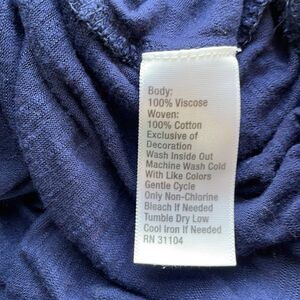 Body:
100% Viscose
Woven:
100% Cotton
Exclusive of
Decoration
Wash Inside Out
Machine Wash Cold
With Like Colors
Gentle Cycle
Only Non-Chlorine
Bleach If Needed
Tumble Dry Low
Cool Iron If Needed
RN 31104